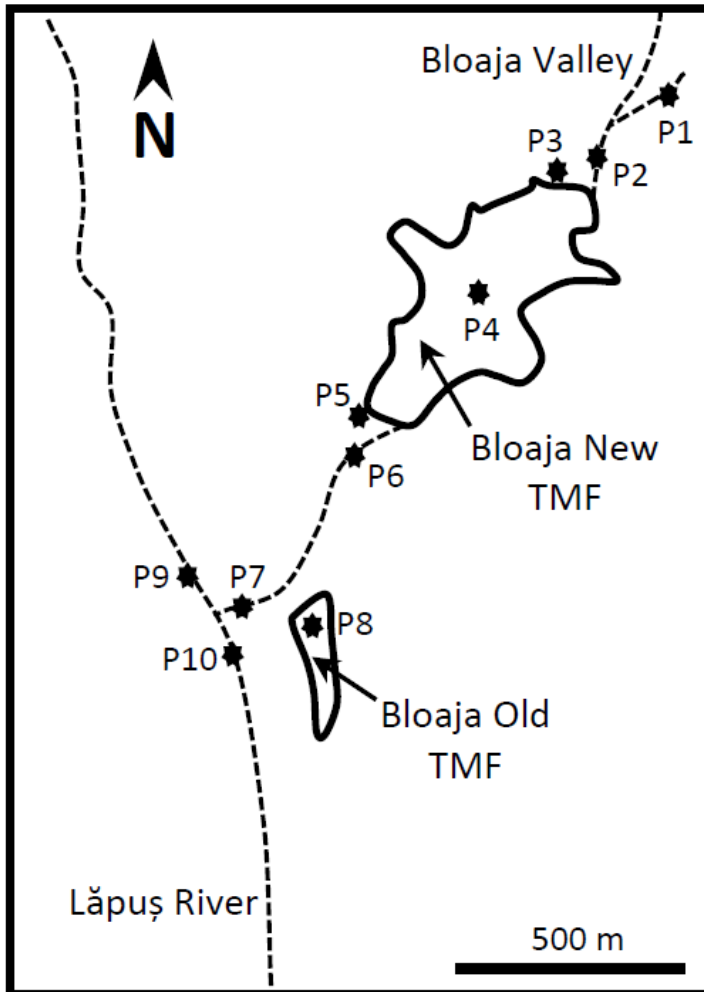 Bloaja Valley
N
P1
P3
P2
P4
P5
Bloaja New
TMF
P6
P9
P7
P8
P10
Bloaja Old
TMF
Lăpuș River
500 m